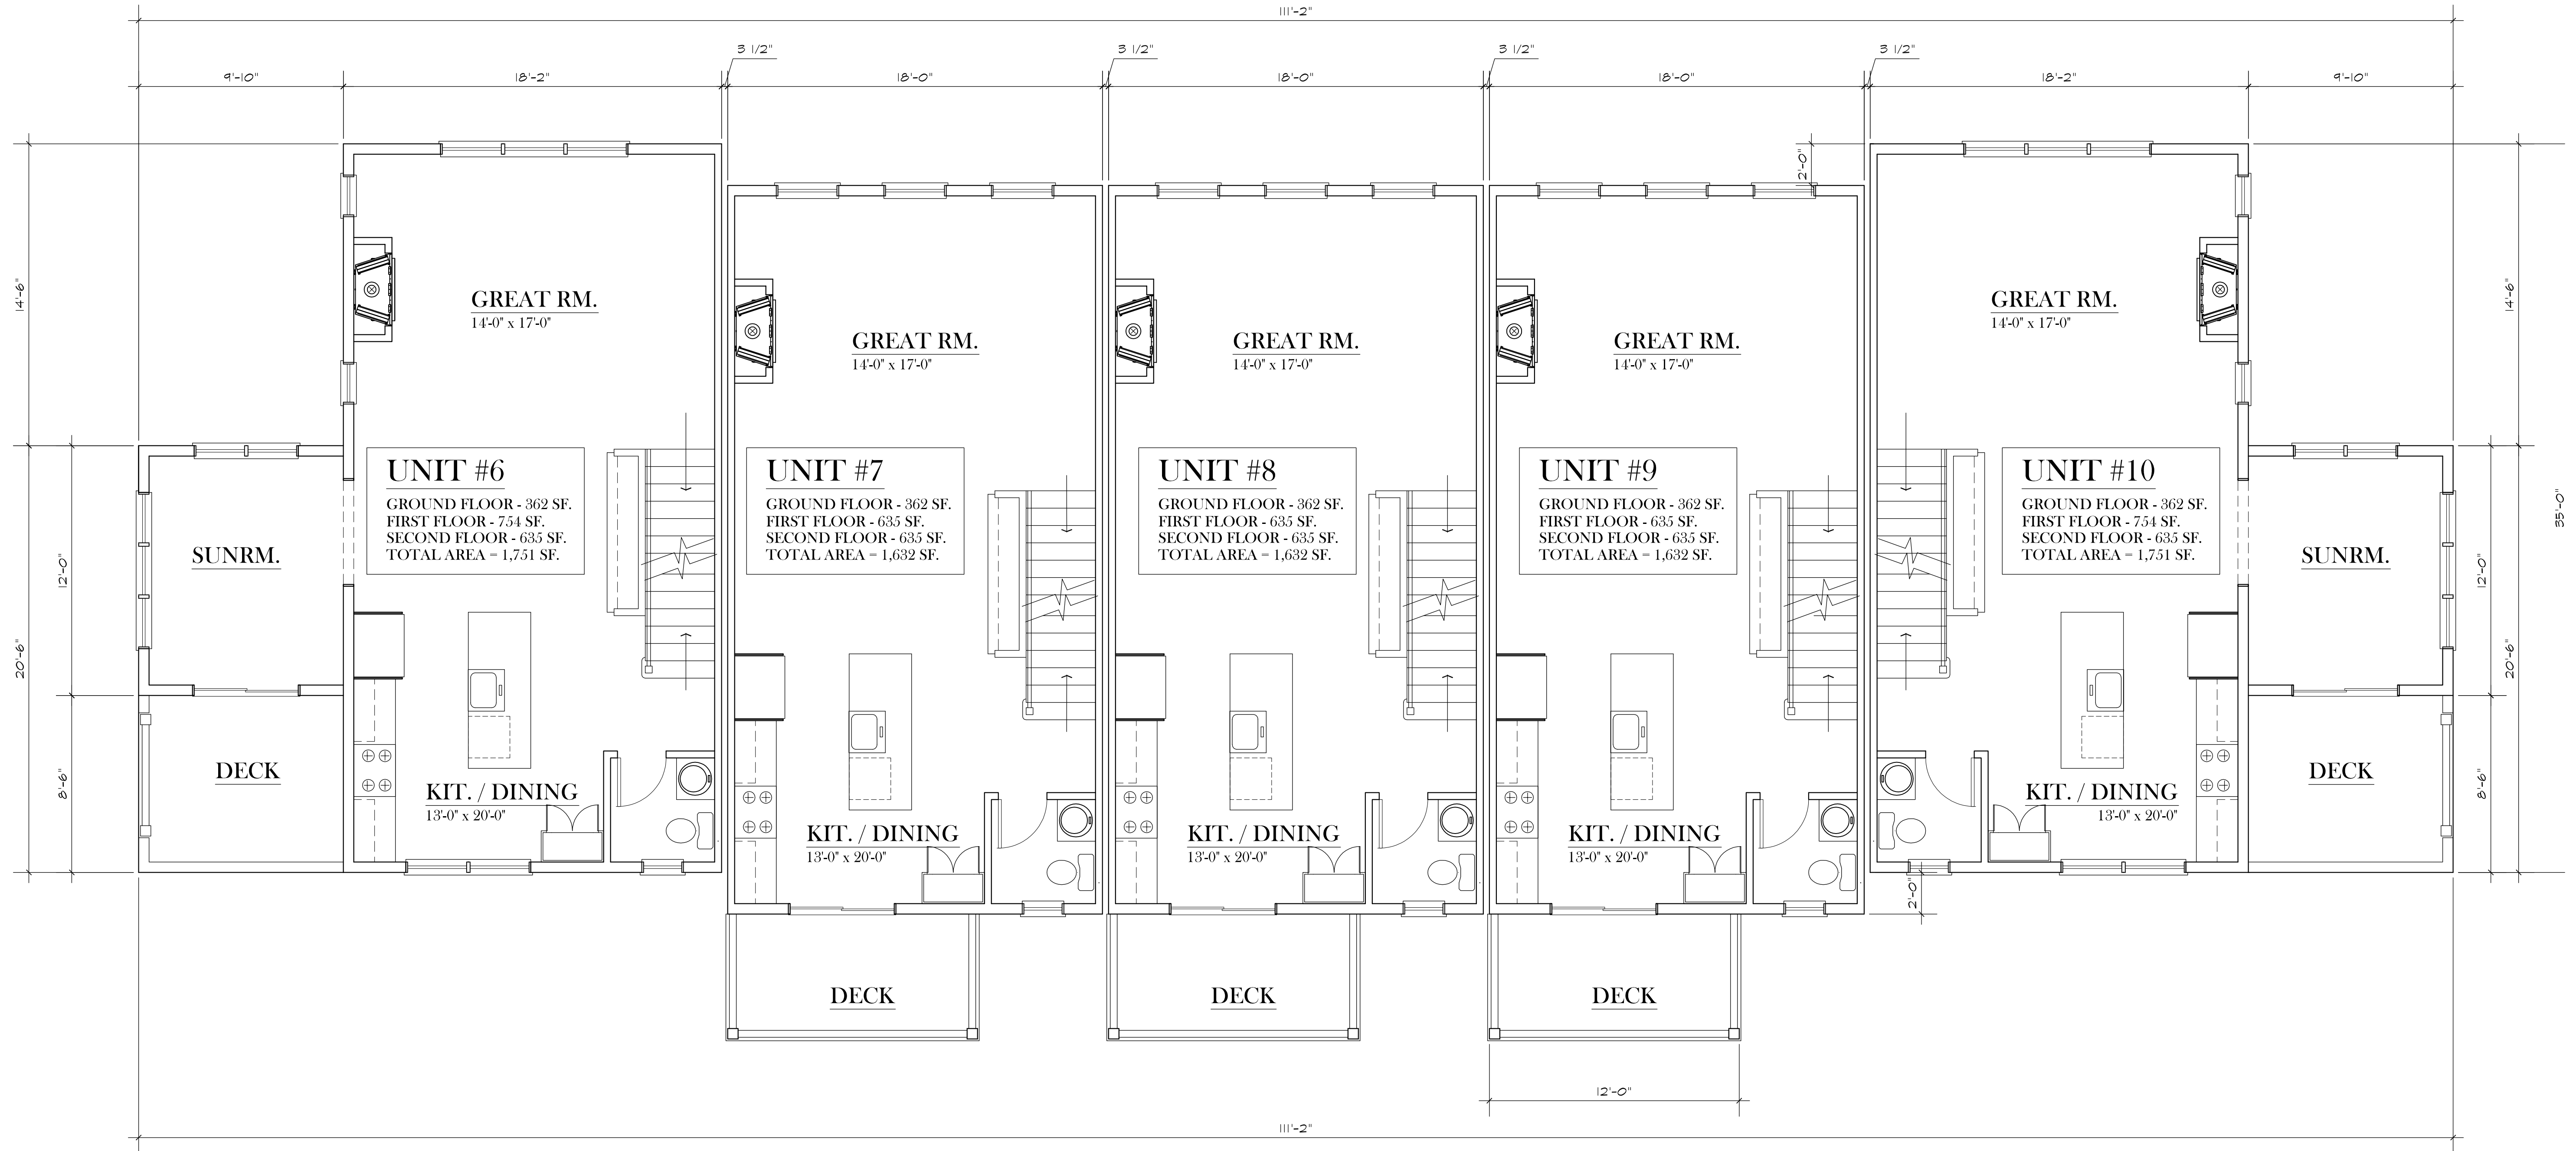 111'-2"
3 1/2" 3 1/2" 3 1/2" 3 1/2"
9'-10" 18'-2" 18'-0" 18'-0" 18'-0" 18'-2" 9'-10"
2'-0"
14'-6"
14'-6"
GREAT RM.
14'-0" x 17'-0"
GREAT RM.
14'-0" x 17'-0"
GREAT RM.
14'-0" x 17'-0"
GREAT RM.
14'-0" x 17'-0"
GREAT RM.
14'-0" x 17'-0"
UNIT #6
GROUND FLOOR - 362 SF.
FIRST FLOOR - 754 SF.
SECOND FLOOR - 635 SF.
TOTAL AREA = 1,751 SF.
UNIT #7
GROUND FLOOR - 362 SF.
FIRST FLOOR - 635 SF.
SECOND FLOOR - 635 SF.
TOTAL AREA = 1,632 SF.
UNIT #8
GROUND FLOOR - 362 SF.
FIRST FLOOR - 635 SF.
SECOND FLOOR - 635 SF.
TOTAL AREA = 1,632 SF.
UNIT #9
GROUND FLOOR - 362 SF.
FIRST FLOOR - 635 SF.
SECOND FLOOR - 635 SF.
TOTAL AREA = 1,632 SF.
UNIT #10
GROUND FLOOR - 362 SF.
FIRST FLOOR - 754 SF.
SECOND FLOOR - 635 SF.
TOTAL AREA = 1,751 SF.
35'-0"
SUNRM.
SUNRM.
12'-0"
12'-0"
20'-6"
20'-6"
DECK
DECK
8'-6"
8'-6"
KIT. / DINING
13'-0" x 20'-0"
KIT. / DINING
13'-0" x 20'-0"
KIT. / DINING
13'-0" x 20'-0"
KIT. / DINING
13'-0" x 20'-0"
KIT. / DINING
13'-0" x 20'-0"
2'-0"
DECK
DECK
DECK
12'-0"
111'-2"